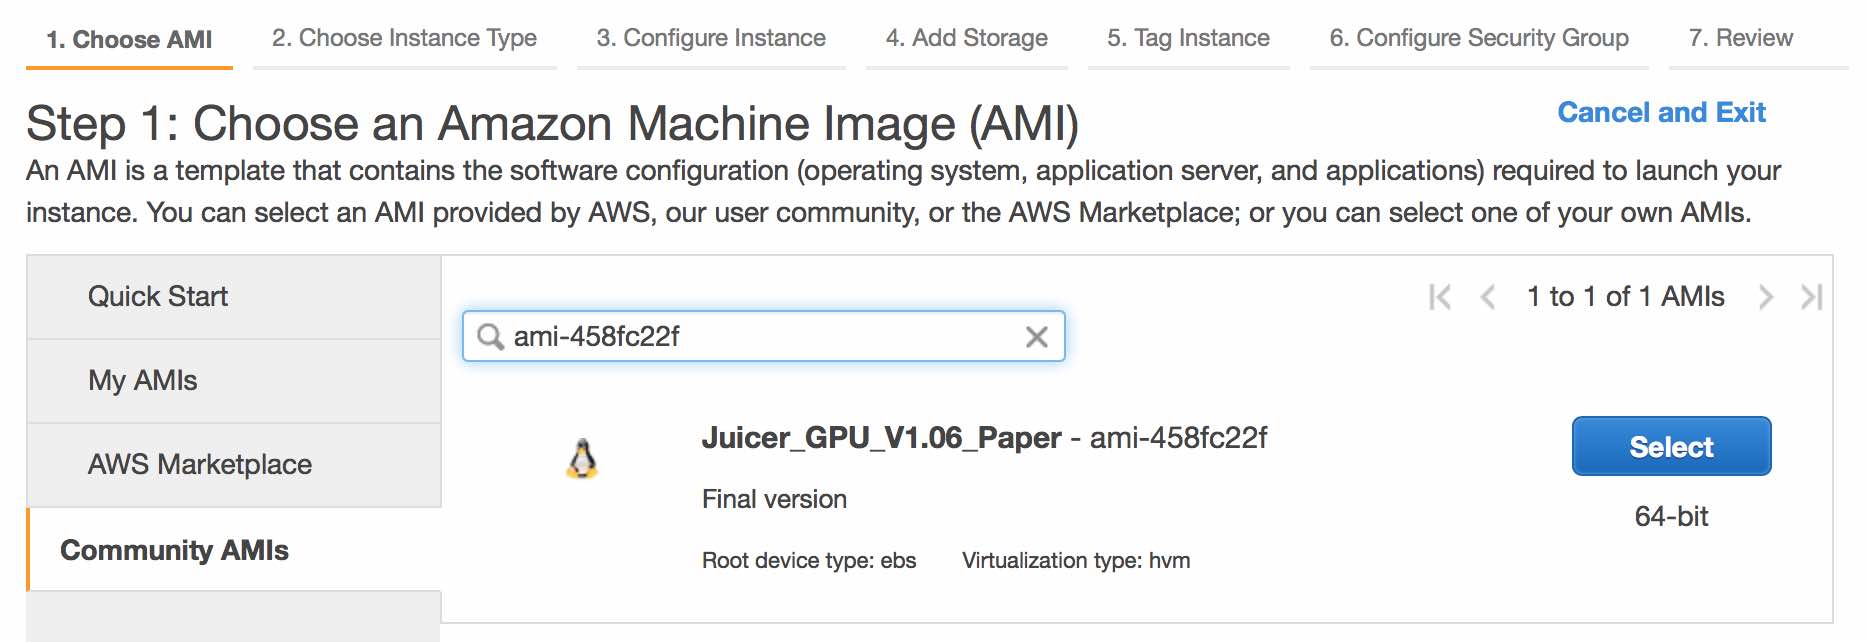 1. Choose AMI
2. Choose Instance Type
3. Configure Instance
4. Add Storage
5. Tag Instance
6. Configure Security Group
7. Review
Step 1: Choose an Amazon Machine Image (AMI)
Cancel and Exit
An AMI is a template that contains the software configuration (operating system, application server, and applications) required to launch your
instance. You can select an AMI provided by AWS, our user community, or the AWS Marketplace; or you can select one of your own AMIs.
Quick Start
My AMIs
AWS Marketplace
Community AMIs
ami-458fc22f
1 to 1 of 1 AMIs
Juicer_GPU_V1.06_Paper - ami-458fc22f
Final version
Root device type: ebs
Virtualization type: hvm
Select
64-bit